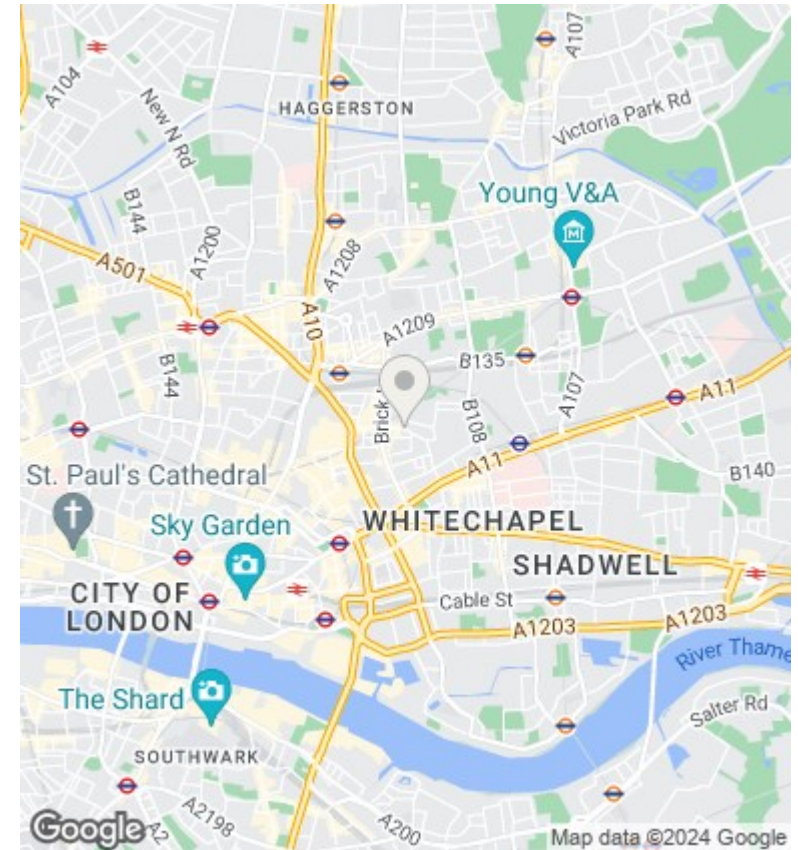 A107
A104
New N Rd
HAGGERSTON
Victoria Park Rd
B144
A1200
Young V&A
A501
A1208
A10
A1209
B144
B135
A107
Brick
B108
A11
A11
St. Paul's Cathedral
B140
Sky Garden
WHITECHAPEL
SHADWELL
CITY OF
LONDON
Cable St
A1203
A1203
River Thame
The Shard
Salter Rd
SOUTHWARK
A2198
A200
A2
Google
Map data ©2024 Google